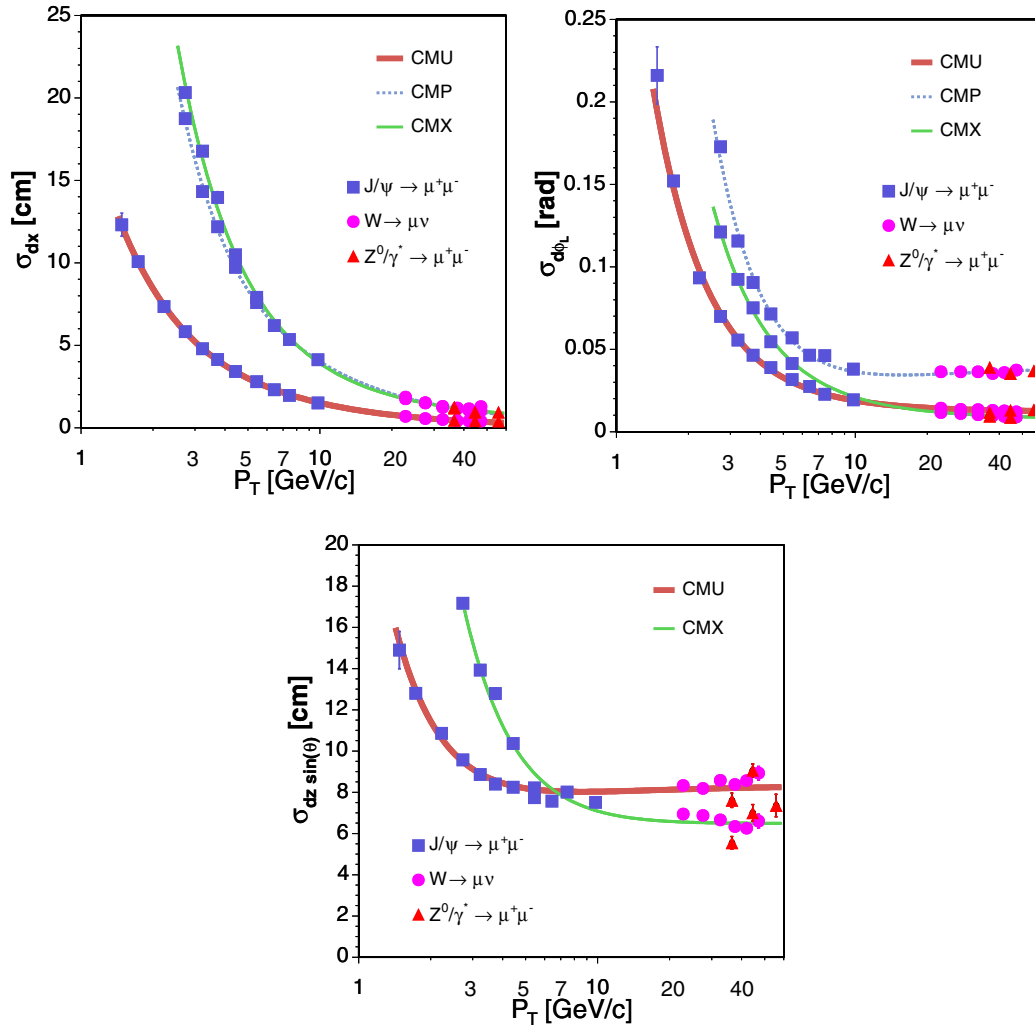 25
20
15
10
5
0
σdx [cm]
CMU
CMP
CMX
J/ψ → μ⁺μ⁻
W → μν
Z⁰/γ* → μ⁺μ⁻
1 3 5 7 10 20 40
P_T [GeV/c]
0.25
0.2
0.15
0.1
0.05
0
σdϕL [rad]
CMU
CMP
CMX
J/ψ → μ⁺μ⁻
W → μν
Z⁰/γ* → μ⁺μ⁻
1 3 5 7 10 20 40
P_T [GeV/c]
20
18
16
14
12
10
8
6
4
2
0
σdz sin(θ) [cm]
CMU
CMX
J/ψ → μ⁺μ⁻
W → μν
Z⁰/γ* → μ⁺μ⁻
1 3 5 7 10 20 40
P_T [GeV/c]